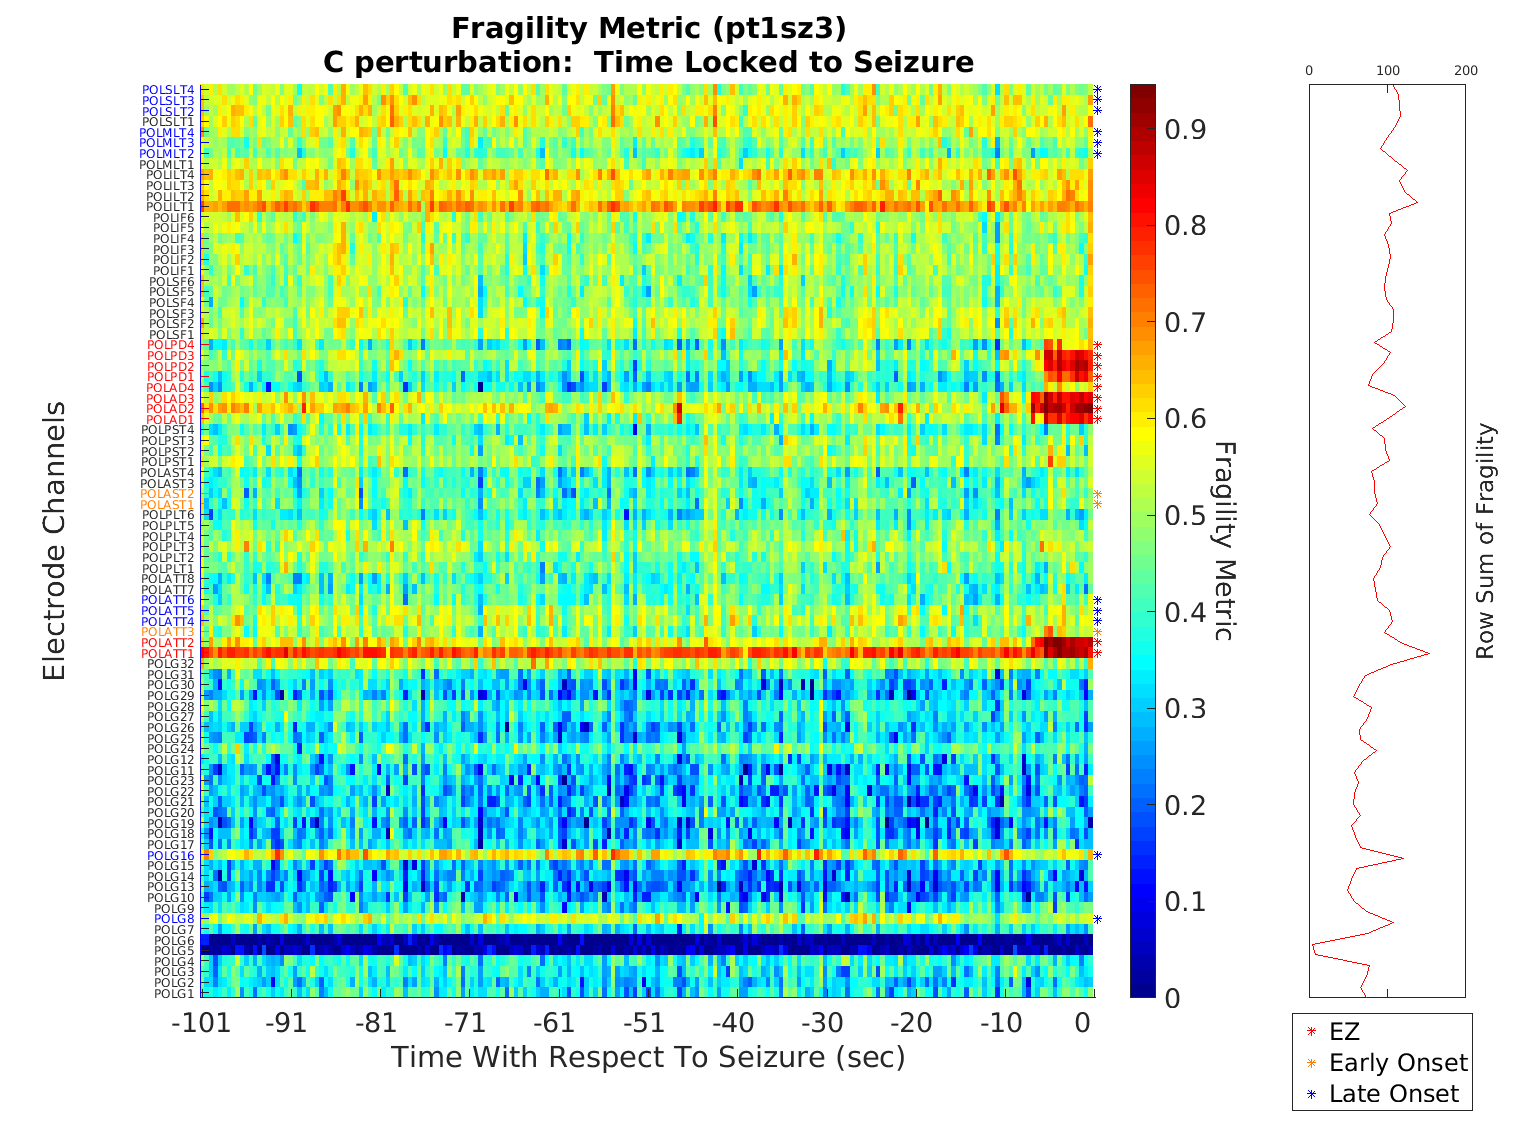 Fragility Metric (pt1sz3)
C perturbation:  Time Locked to Seizure
Electrode Channels
POLSLT4
POLSLT3
POLSLT2
POLSLT1
POLMLT4
POLMLT3
POLMLT2
POLMLT1
POLILT4
POLILT3
POLILT2
POLILT1
POLIF6
POLIF5
POLIF4
POLIF3
POLIF2
POLIF1
POLSF6
POLSF5
POLSF4
POLSF3
POLSF2
POLSF1
POLPD4
POLPD3
POLPD2
POLPD1
POLAD4
POLAD3
POLAD2
POLAD1
POLPST4
POLPST3
POLPST2
POLPST1
POLAST4
POLAST3
POLAST2
POLAST1
POLPLT6
POLPLT5
POLPLT4
POLPLT3
POLPLT2
POLPLT1
POLATT8
POLATT7
POLATT6
POLATT5
POLATT4
POLATT3
POLATT2
POLATT1
POLG32
POLG31
POLG30
POLG29
POLG28
POLG27
POLG26
POLG25
POLG24
POLG12
POLG11
POLG23
POLG22
POLG21
POLG20
POLG19
POLG18
POLG17
POLG16
POLG15
POLG14
POLG13
POLG10
POLG9
POLG8
POLG7
POLG6
POLG5
POLG4
POLG3
POLG2
POLG1
-101 -91 -81 -71 -61 -51 -40 -30 -20 -10 0
Time With Respect To Seizure (sec)
0.9
0.8
0.7
0.6
0.5
0.4
0.3
0.2
0.1
0
Fragility Metric
0 100 200
Row Sum of Fragility
EZ
Early Onset
Late Onset